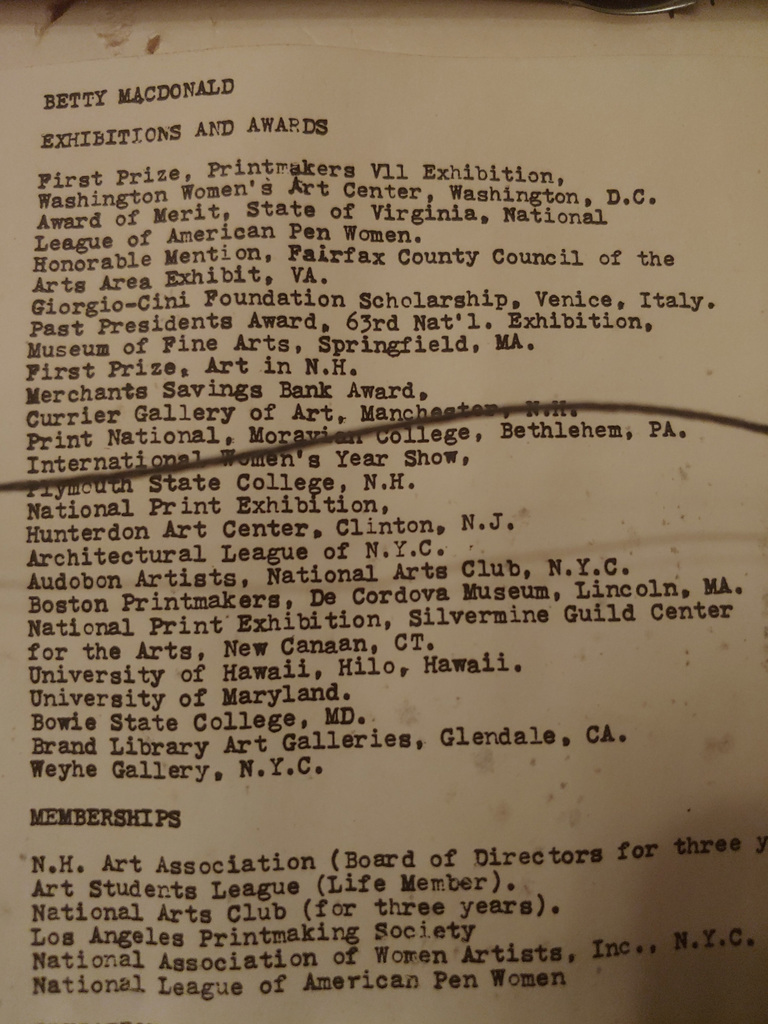 BETTY MACDONALD
EXHIBITIONS AND AWARDS
First Prize, Printmakers Vll Exhibition,
Washington Women's Art Center, Washington, D.C.
Award of Merit, State of Virginia, National
League of American Pen Women.
Honorable Mention, Fairfax County Council of the
Arts Area Exhibit, VA.
Giorgio-Cini Foundation Scholarship, Venice, Italy.
Past Presidents Award, 63rd Nat'l. Exhibition,
Museum of Fine Arts, Springfield, MA.
First Prize, Art in N.H.
Merchants Savings Bank Award,
Currier Gallery of Art, Manchester, N.H.
Print National, Moravian College, Bethlehem, PA.
International Women's Year Show,
Plymouth State College, N.H.
National Print Exhibition,
Hunterdon Art Center, Clinton, N.J.
Architectural League of N.Y.C.
Audobon Artists, National Arts Club, N.Y.C.
Boston Printmakers, De Cordova Museum, Lincoln, MA.
National Print Exhibition, Silvermine Guild Center
for the Arts, New Canaan, CT.
University of Hawaii, Hilo, Hawaii.
University of Maryland.
Bowie State College, MD.
Brand Library Art Galleries, Glendale, CA.
Weyhe Gallery, N.Y.C.
MEMBERSHIPS
N.H. Art Association (Board of Directors for three y
Art Students League (Life Member).
National Arts Club (for three years).
Los Angeles Printmaking Society
National Association of Women Artists, Inc., N.Y.C.
National League of American Pen Women